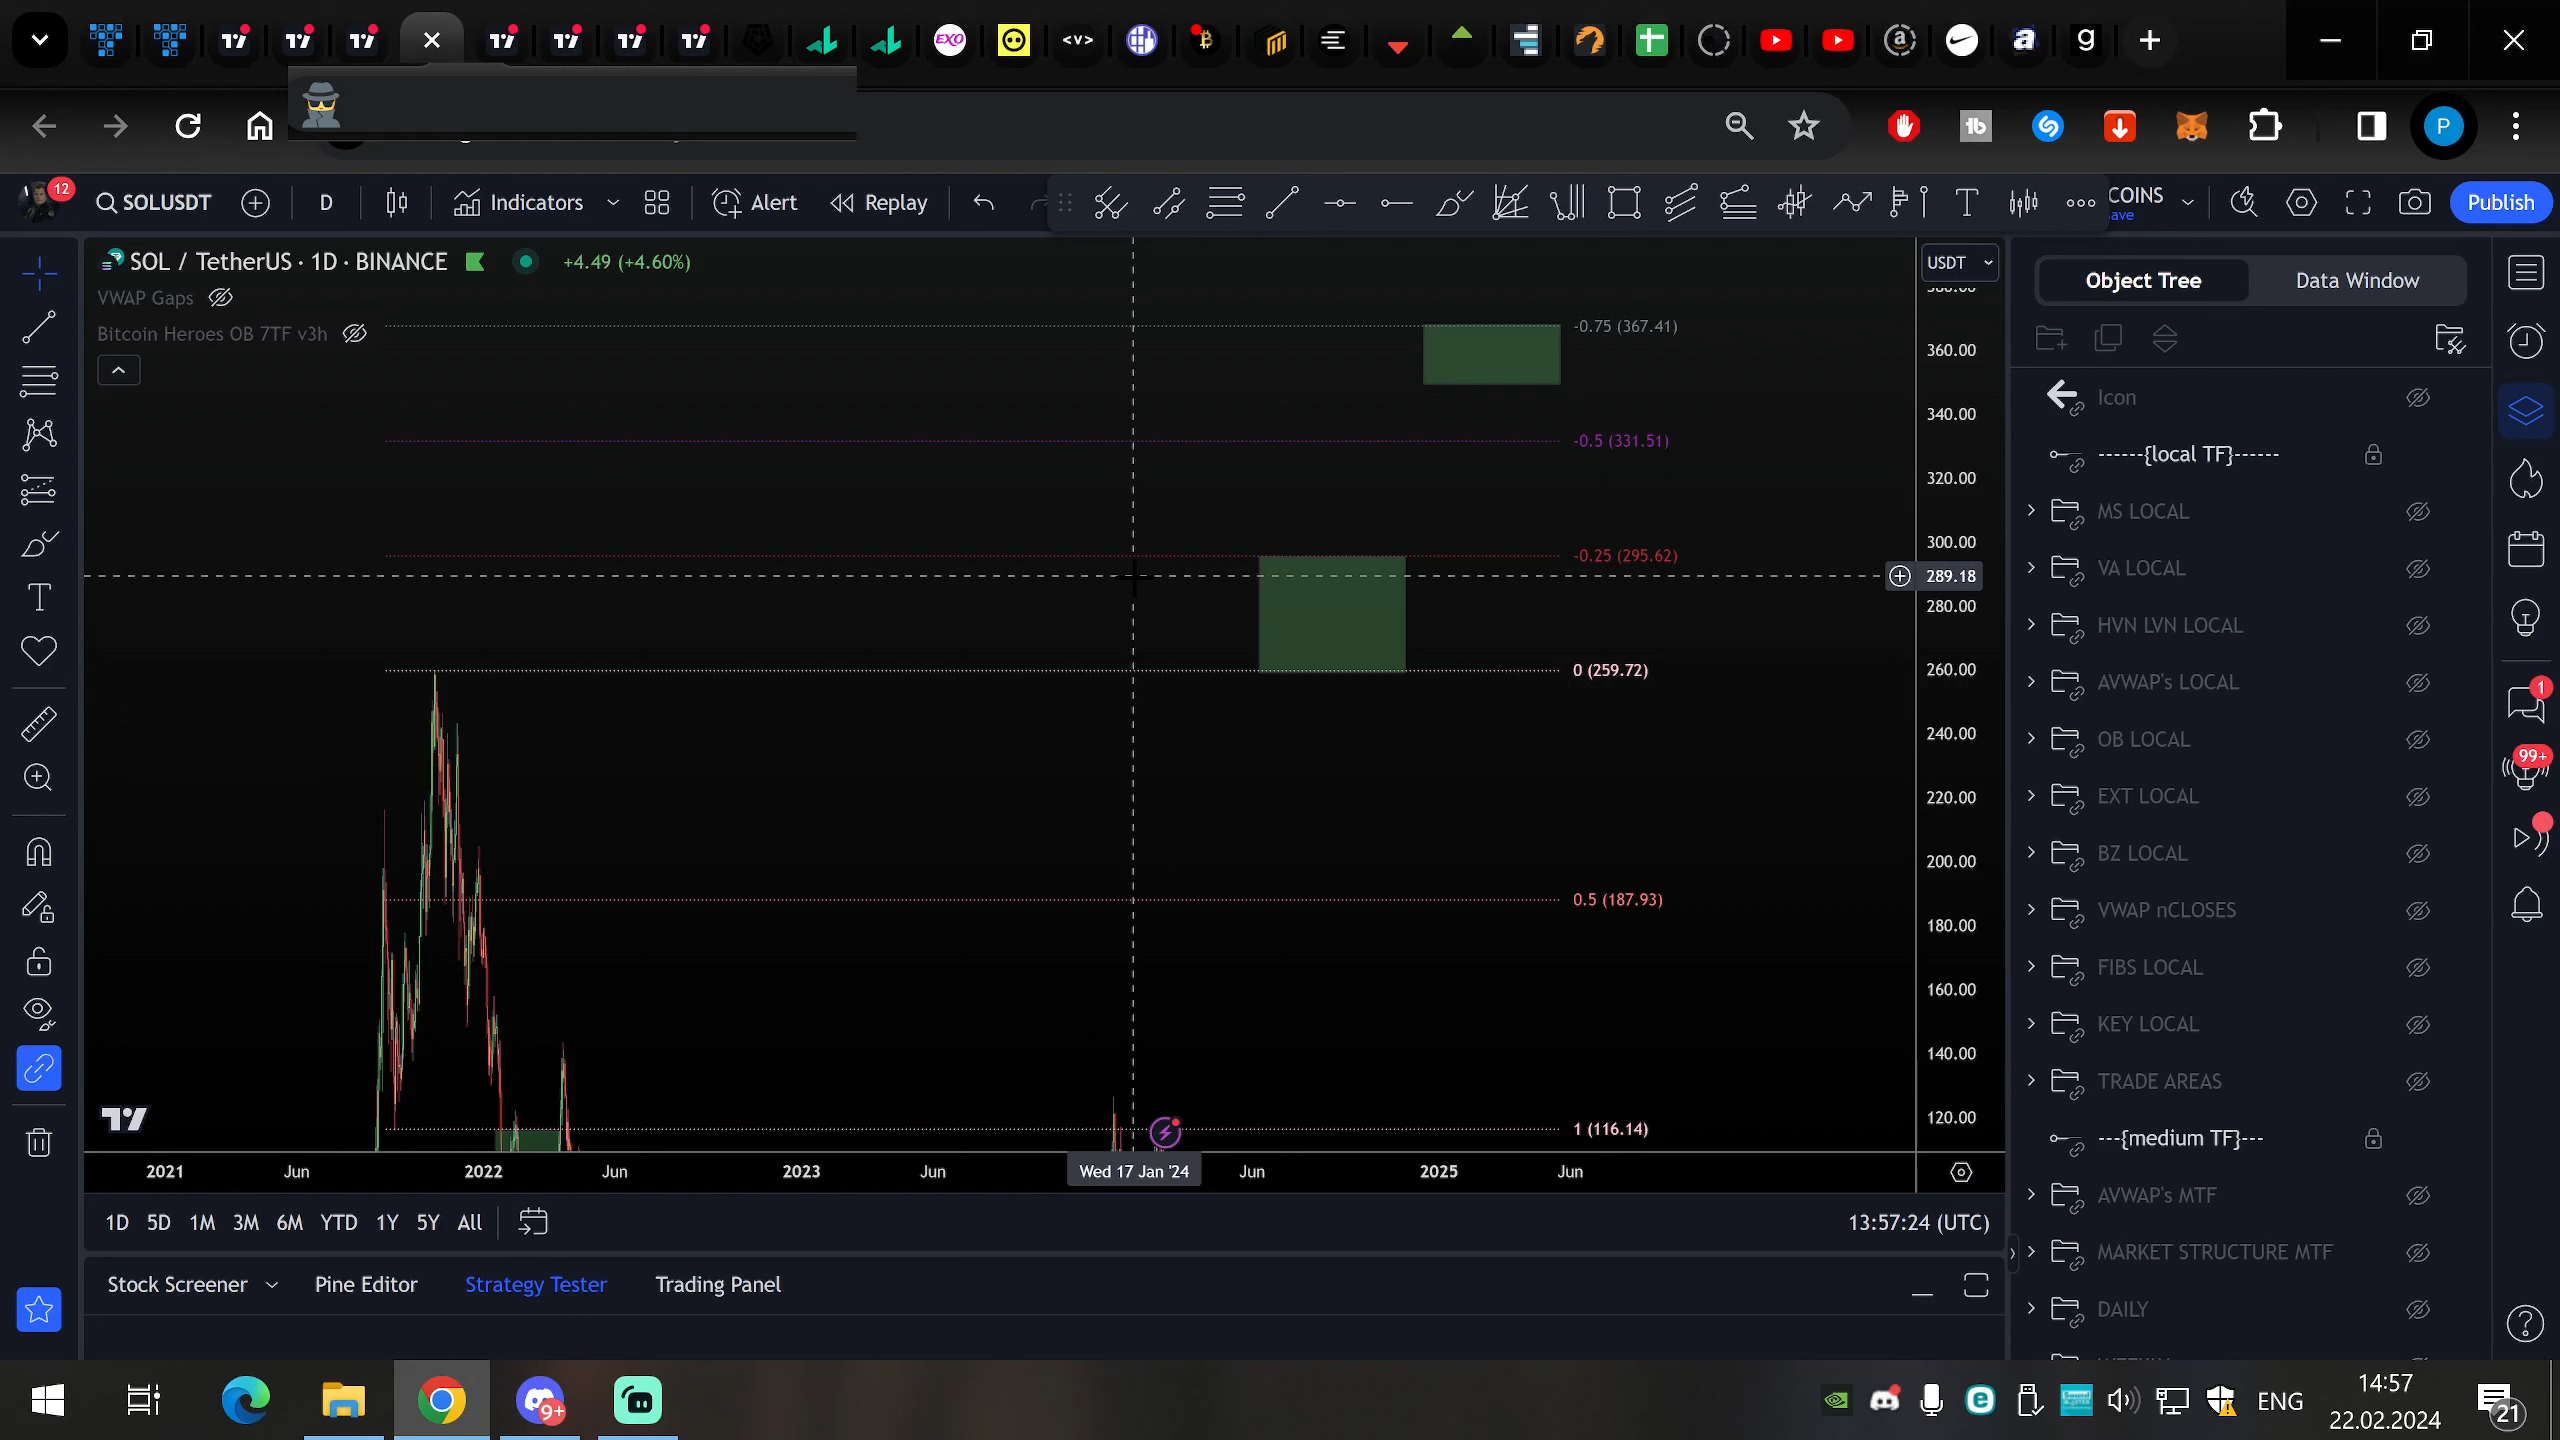 SOLUSDT
D
Indicators
Alert
Replay
COINS
Save
Publish
12
SOL / TetherUS · 1D · BINANCE
+4.49 (+4.60%)
VWAP Gaps
Bitcoin Heroes OB 7TF v3h
USDT
-0.75 (367.41)
-0.5 (331.51)
-0.25 (295.62)
0 (259.72)
0.5 (187.93)
1 (116.14)
360.00
340.00
320.00
300.00
289.18
280.00
260.00
240.00
220.00
200.00
180.00
160.00
140.00
120.00
2021
Jun
2022
Jun
2023
Jun
Wed 17 Jan '24
Jun
2025
Jun
1D 5D 1M 3M 6M YTD 1Y 5Y All
13:57:24 (UTC)
Stock Screener
Pine Editor
Strategy Tester
Trading Panel
Object Tree
Data Window
Icon
------{local TF}------
MS LOCAL
VA LOCAL
HVN LVN LOCAL
AVWAP's LOCAL
OB LOCAL
EXT LOCAL
BZ LOCAL
VWAP nCLOSES
FIBS LOCAL
KEY LOCAL
TRADE AREAS
---{medium TF}---
AVWAP's MTF
MARKET STRUCTURE MTF
DAILY
1
99+
P
EXO
9+
ENG
14:57
22.02.2024
21